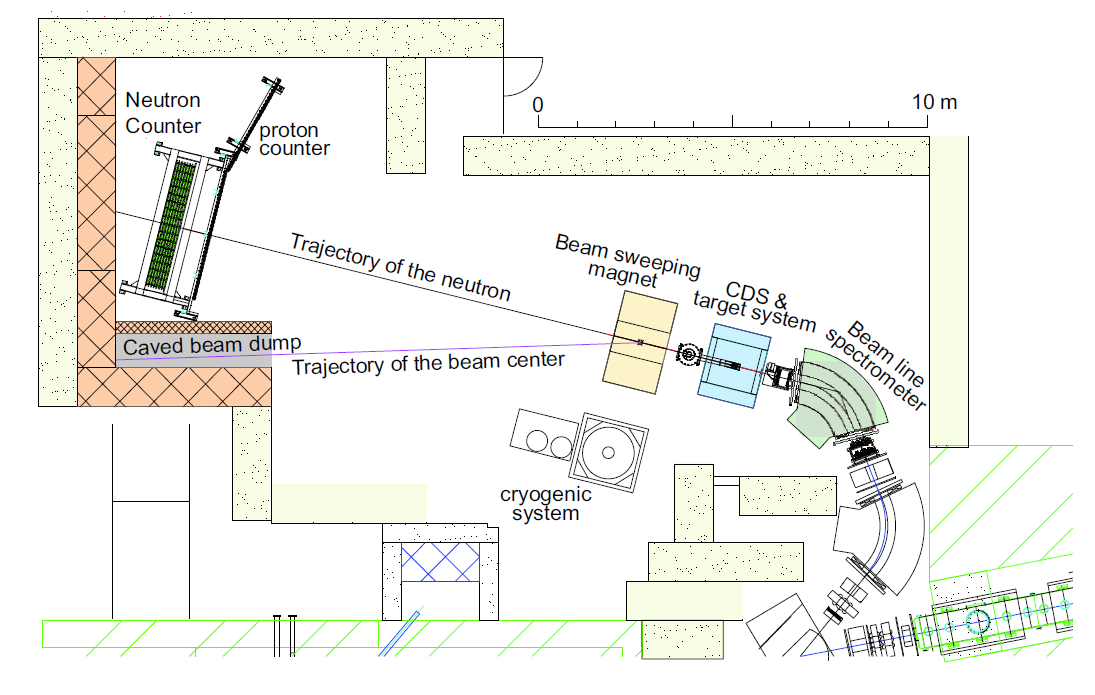 Neutron
Counter
proton
counter
0
10 m
Trajectory of the neutron
Beam sweeping
magnet
CDS &
target system
Beam line
spectrometer
Caved beam dump
Trajectory of the beam center
cryogenic
system